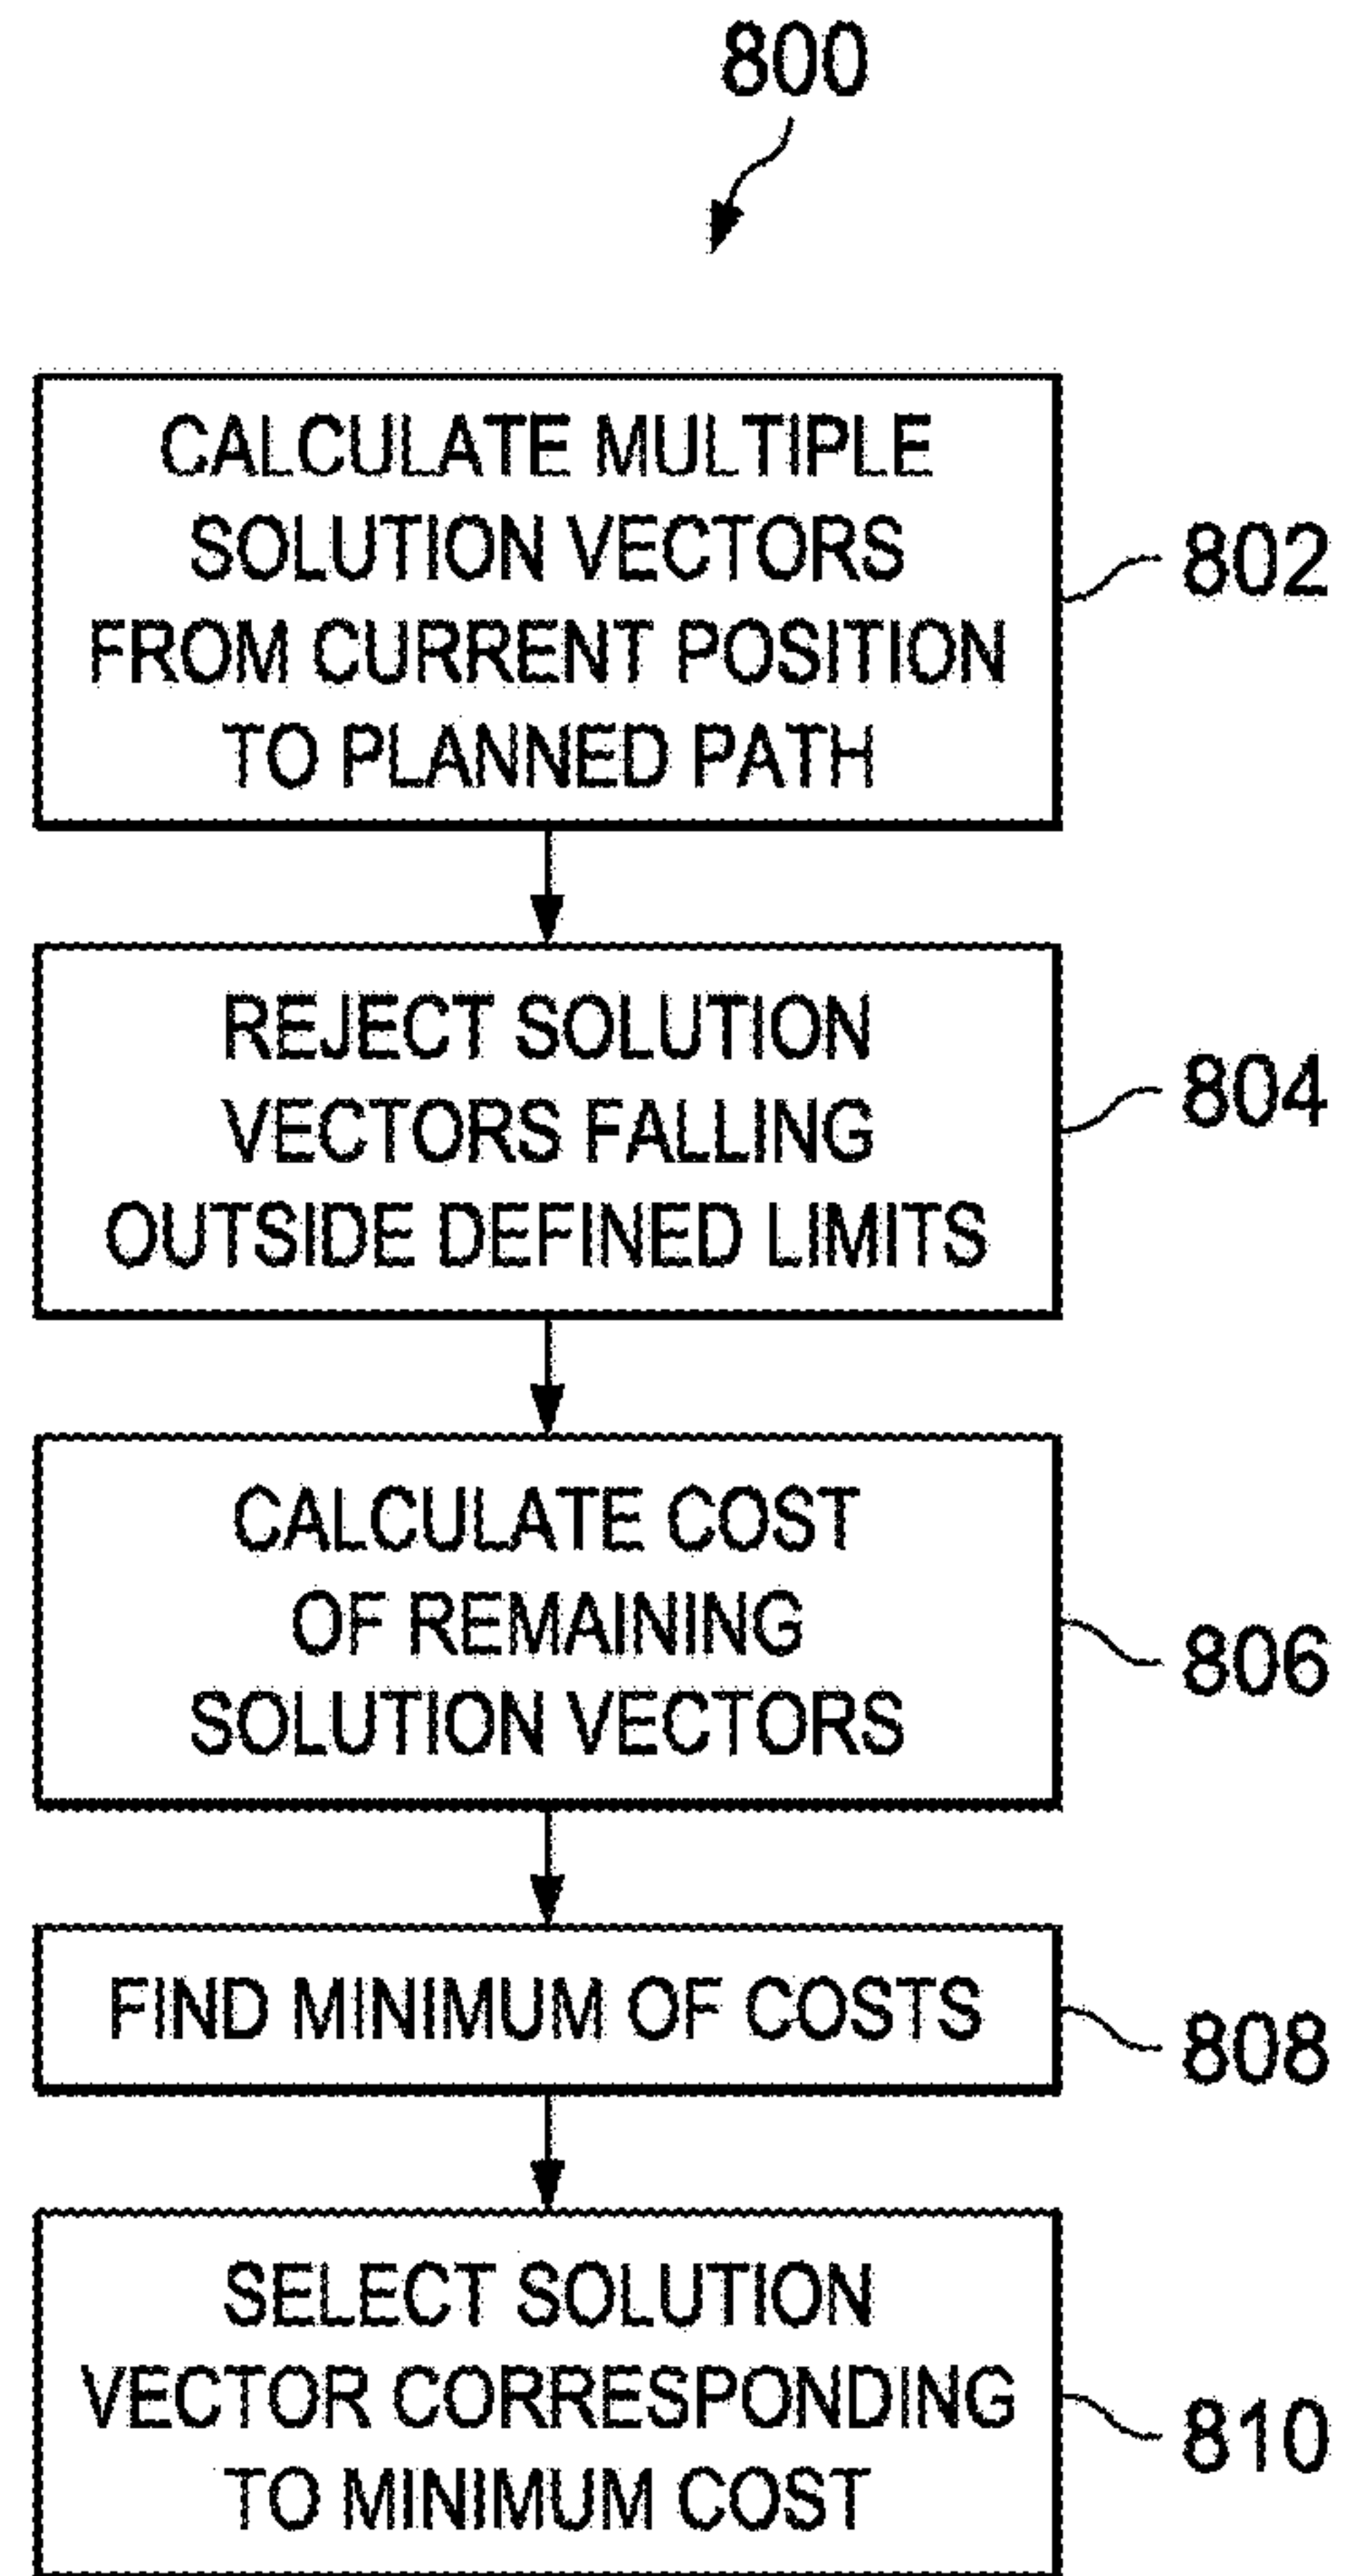 800
CALCULATE MULTIPLE
SOLUTION VECTORS
FROM CURRENT POSITION
TO PLANNED PATH
802
REJECT SOLUTION
VECTORS FALLING
OUTSIDE DEFINED LIMITS
804
CALCULATE COST
OF REMAINING
SOLUTION VECTORS
806
FIND MINIMUM OF COSTS
808
SELECT SOLUTION
VECTOR CORRESPONDING
TO MINIMUM COST
810